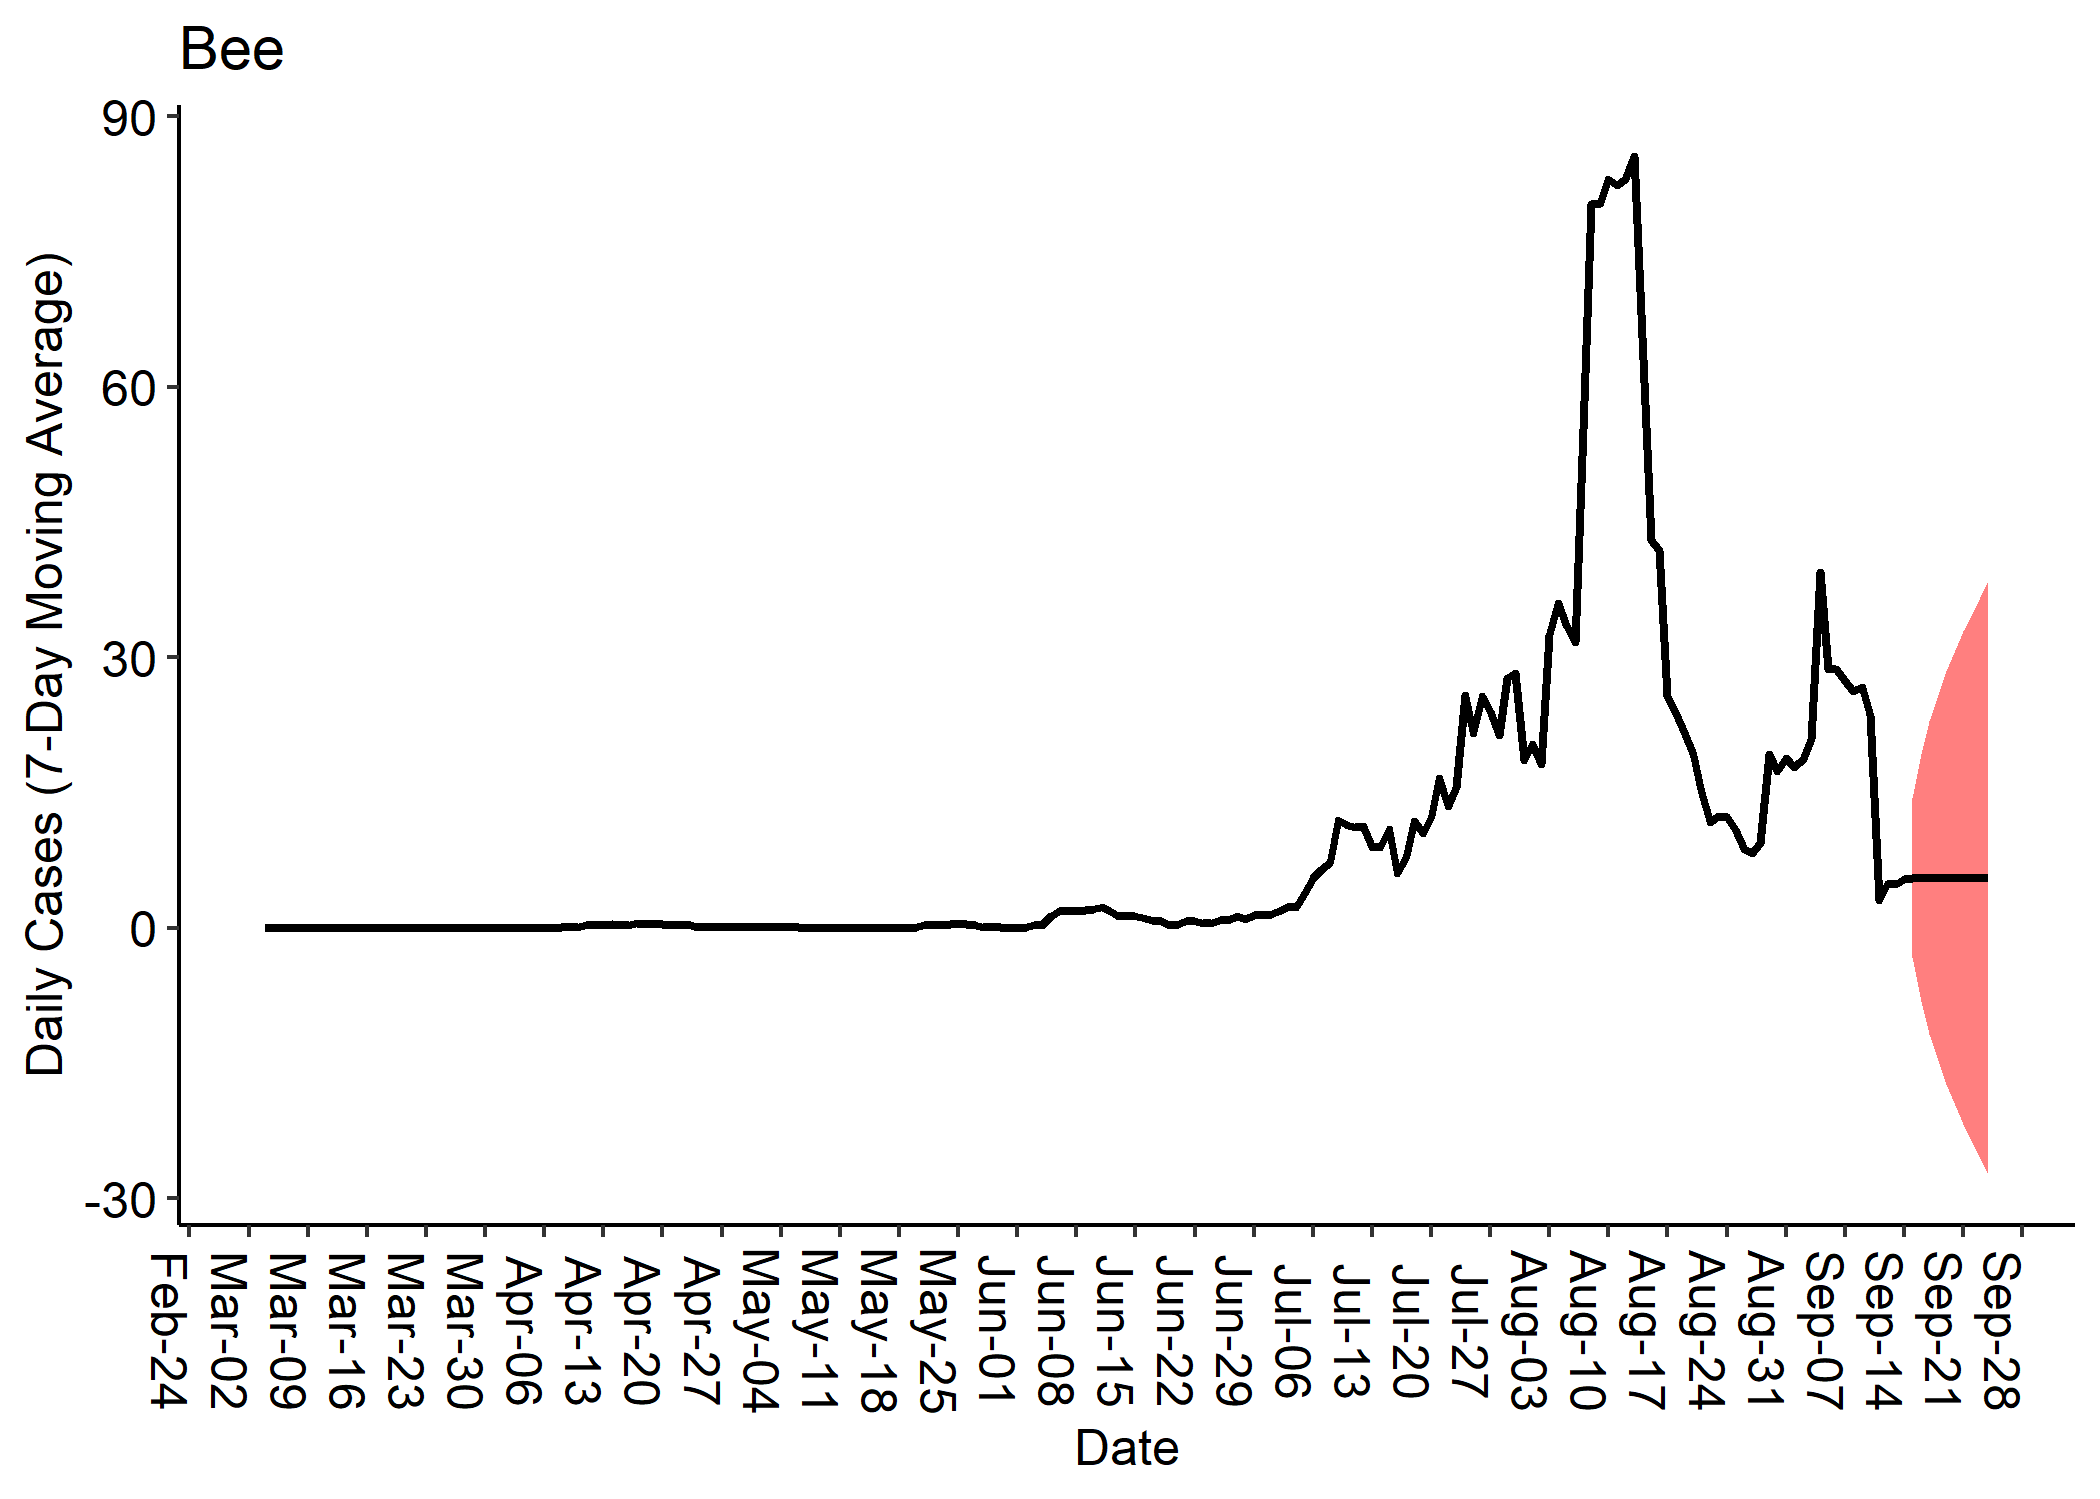 Bee
Daily Cases (7-Day Moving Average)
90
60
30
0
-30
Feb-24
Mar-02
Mar-09
Mar-16
Mar-23
Mar-30
Apr-06
Apr-13
Apr-20
Apr-27
May-04
May-11
May-18
May-25
Jun-01
Jun-08
Jun-15
Jun-22
Jun-29
Jul-06
Jul-13
Jul-20
Jul-27
Aug-03
Aug-10
Aug-17
Aug-24
Aug-31
Sep-07
Sep-14
Sep-21
Sep-28
Date